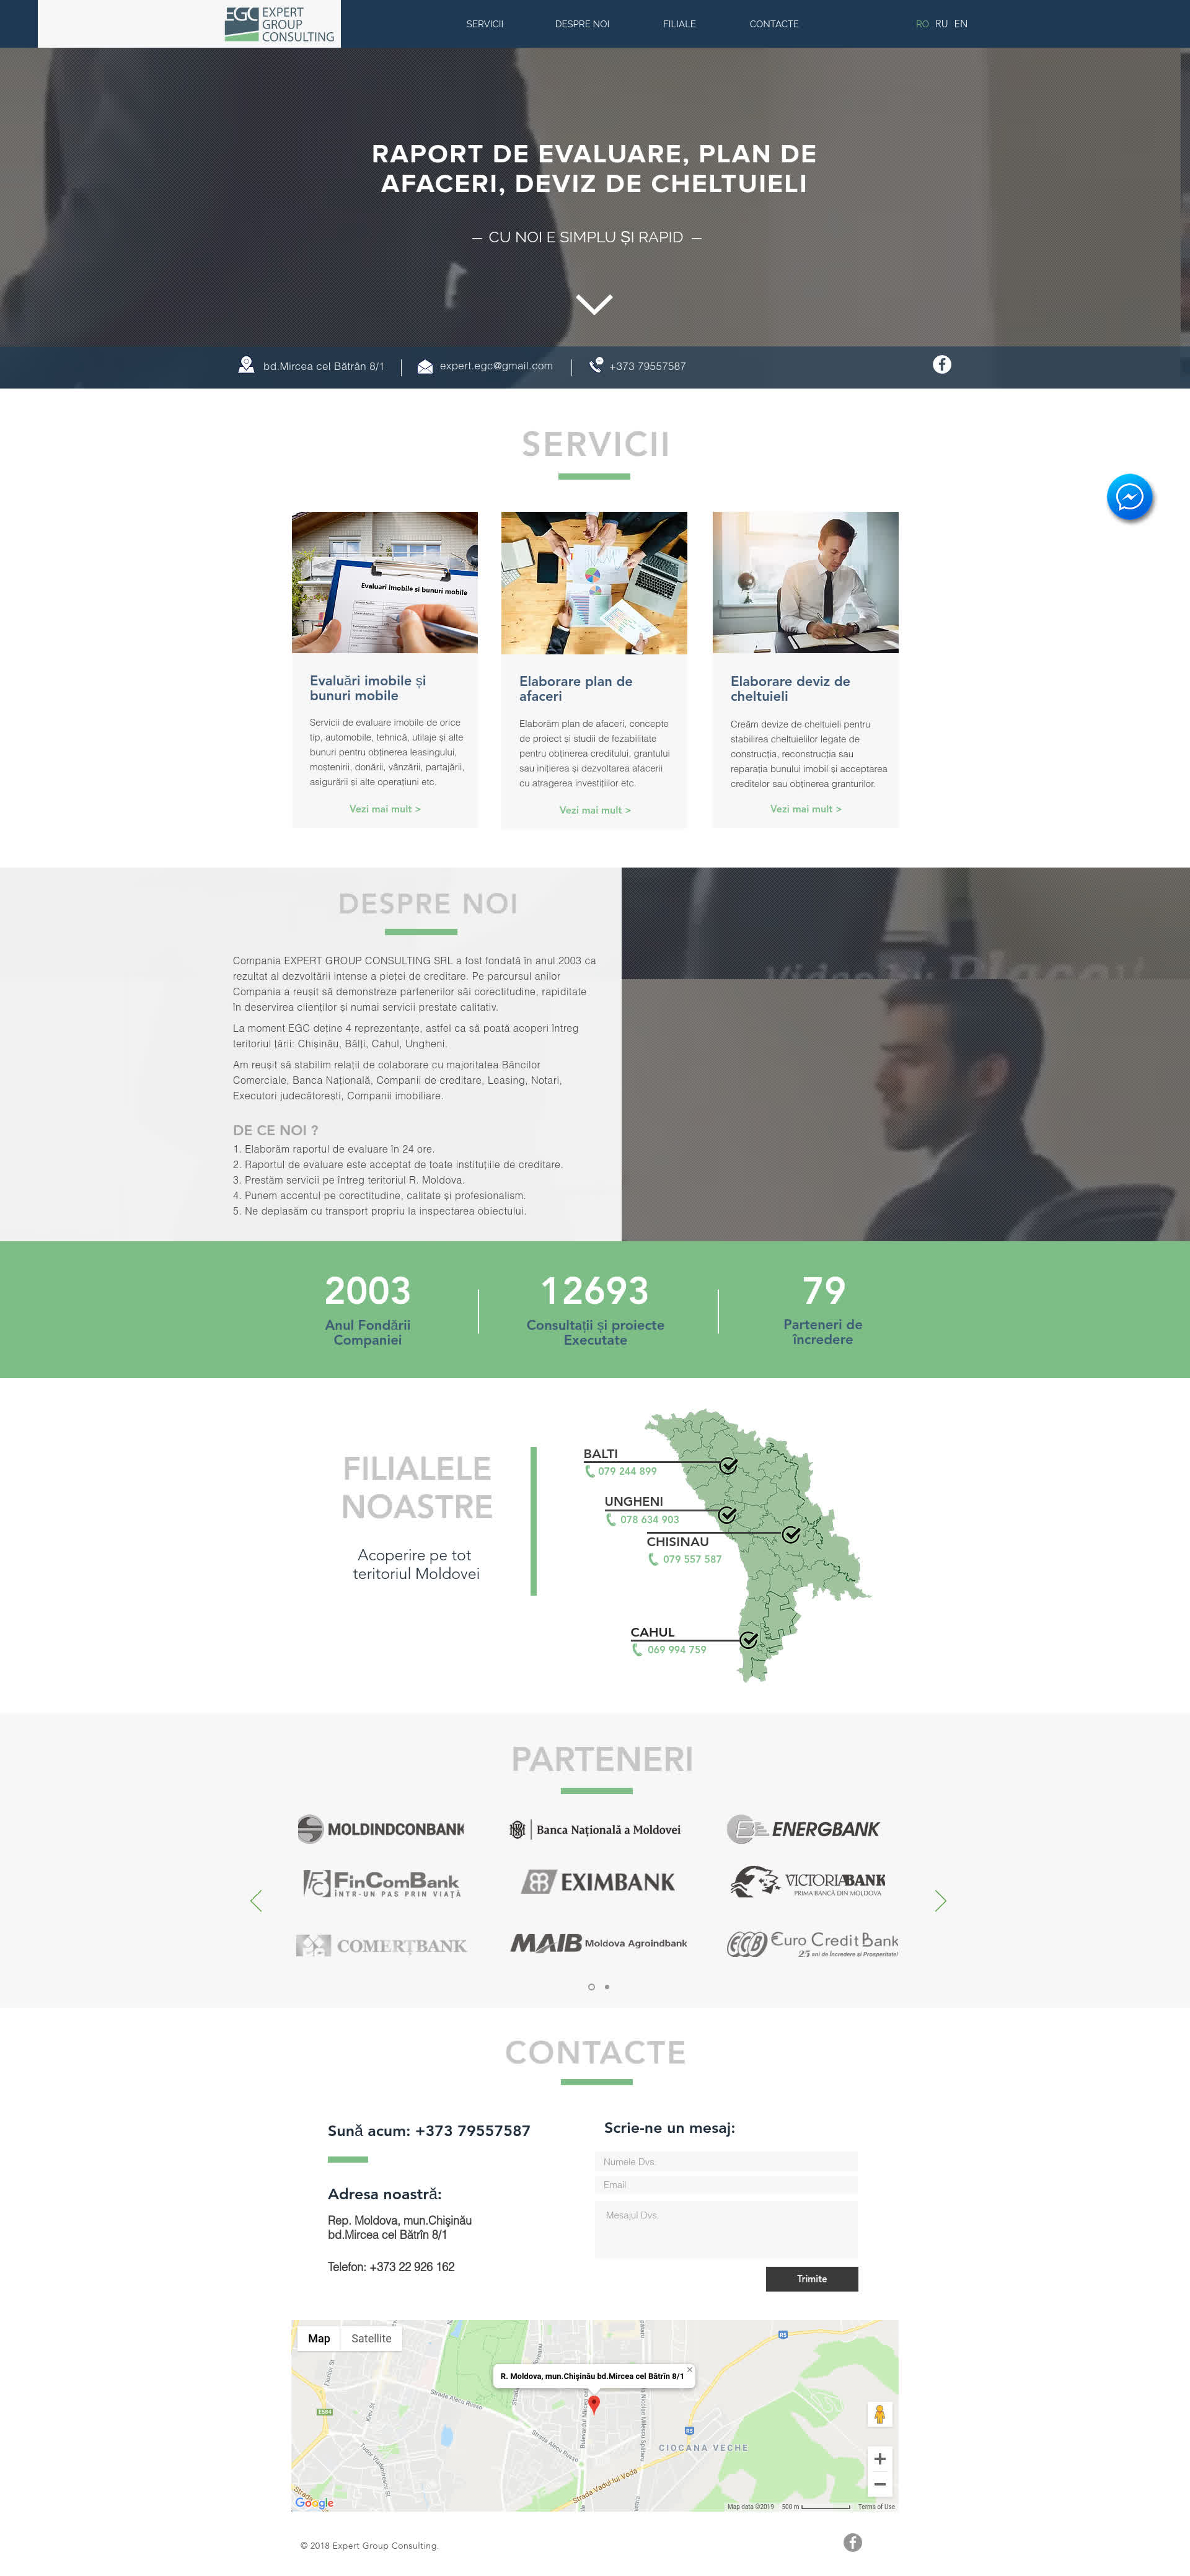 EGC EXPERT
GROUP
CONSULTING
SERVICII DESPRE NOI FILIALE CONTACTE RO RU EN
RAPORT DE EVALUARE, PLAN DE
AFACERI, DEVIZ DE CHELTUIELI
— CU NOI E SIMPLU ȘI RAPID —
bd.Mircea cel Bătrân 8/1 expert.egc@gmail.com +373 79557587
SERVICII
Evaluari imobile si bunuri mobile
Evaluări imobile și
bunuri mobile
Servicii de evaluare imobile de orice
tip, automobile, tehnică, utilaje și alte
bunuri pentru obținerea leasingului,
moștenirii, donării, vânzării, partajării,
asigurării și alte operațiuni etc.
Vezi mai mult >
Elaborare plan de
afaceri
Elaborăm plan de afaceri, concepte
de proiect și studii de fezabilitate
pentru obținerea creditului, grantului
sau inițierea și dezvoltarea afacerii
cu atragerea investițiilor etc.
Vezi mai mult >
Elaborare deviz de
cheltuieli
Creăm devize de cheltuieli pentru
stabilirea cheltuielilor legate de
construcția, reconstrucția sau
reparația bunului imobil și acceptarea
creditelor sau obținerea granturilor.
Vezi mai mult >
DESPRE NOI
Compania EXPERT GROUP CONSULTING SRL a fost fondată în anul 2003 ca
rezultat al dezvoltării intense a pieței de creditare. Pe parcursul anilor
Compania a reușit să demonstreze partenerilor săi corectitudine, rapiditate
în deservirea clienților și numai servicii prestate calitativ.
La moment EGC deține 4 reprezentanțe, astfel ca să poată acoperi întreg
teritoriul țării: Chișinău, Bălți, Cahul, Ungheni.
Am reușit să stabilim relații de colaborare cu majoritatea Băncilor
Comerciale, Banca Națională, Companii de creditare, Leasing, Notari,
Executori judecătorești, Companii imobiliare.
DE CE NOI ?
1. Elaborăm raportul de evaluare în 24 ore.
2. Raportul de evaluare este acceptat de toate instituțiile de creditare.
3. Prestăm servicii pe întreg teritoriul R. Moldova.
4. Punem accentul pe corectitudine, calitate și profesionalism.
5. Ne deplasăm cu transport propriu la inspectarea obiectului.
2003
Anul Fondării
Companiei
12693
Consultații și proiecte
Executate
79
Parteneri de
încredere
FILIALELE
NOASTRE
Acoperire pe tot
teritoriul Moldovei
BALTI
079 244 899
UNGHENI
078 634 903
CHISINAU
079 557 587
CAHUL
069 994 759
PARTENERI
MOLDINDCONBANK
Banca Națională a Moldovei
ENERGBANK
FinComBank
ÎNTR-UN PAS PRIN VIAȚĂ
EXIMBANK
VICTORIABANK
PRIMA BANCĂ DIN MOLDOVA
COMERȚBANK
MAIB Moldova Agroindbank
Euro Credit Bank
25 ani de Încredere și Prosperitate!
CONTACTE
Sună acum: +373 79557587
Adresa noastră:
Rep. Moldova, mun.Chișinău
bd.Mircea cel Bătrîn 8/1
Telefon: +373 22 926 162
Scrie-ne un mesaj:
Numele Dvs.
Email
Mesajul Dvs.
Trimite
Map Satellite
R. Moldova, mun.Chișinău bd.Mircea cel Bătrîn 8/1
Strada Alecu Russo
Strada Alecu Russo
CIOCANA VECHE
Strada Vadul lui Vodă
R5
R5
E584
Google
Map data ©2019 500 m Terms of Use
© 2018 Expert Group Consulting.